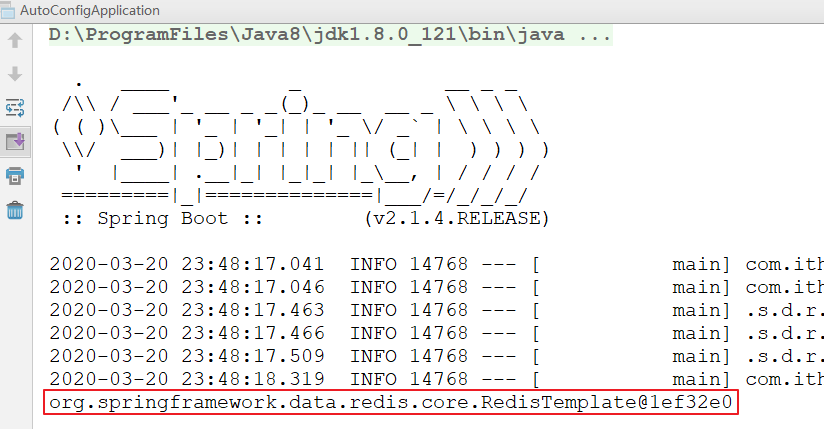 AutoConfigApplication
D:\ProgramFiles\Java8\jdk1.8.0_121\bin\java ...
  .   ____          _            __ _ _
 /\\ / ___'_ __ _ _(_)_ __  __ _ \ \ \ \
( ( )\___ | '_ | '_| | '_ \/ _` | \ \ \ \
 \\/  ___)| |_)| | | | | || (_| |  ) ) ) )
  '  |____| .__|_| |_|_| |_\__, | / / / /
 =========|_|==============|___/=/_/_/_/
 :: Spring Boot ::        (v2.1.4.RELEASE)
2020-03-20 23:48:17.041  INFO 14768 --- [           main] com.ith
2020-03-20 23:48:17.046  INFO 14768 --- [           main] com.ith
2020-03-20 23:48:17.463  INFO 14768 --- [           main] .s.d.r.
2020-03-20 23:48:17.466  INFO 14768 --- [           main] .s.d.r.
2020-03-20 23:48:17.509  INFO 14768 --- [           main] .s.d.r.
2020-03-20 23:48:18.319  INFO 14768 --- [           main] com.ith
org.springframework.data.redis.core.RedisTemplate@1ef32e0